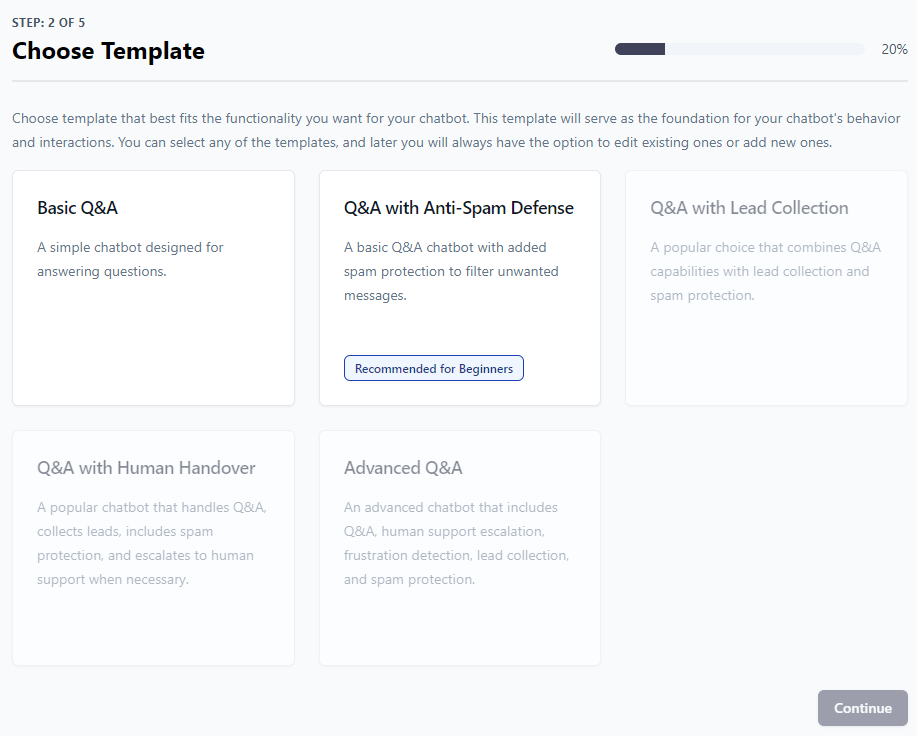 STEP: 2 OF 5
Choose Template
20%
Choose template that best fits the functionality you want for your chatbot. This template will serve as the foundation for your chatbot's behavior
and interactions. You can select any of the templates, and later you will always have the option to edit existing ones or add new ones.
Basic Q&A
A simple chatbot designed for
answering questions.
Q&A with Anti-Spam Defense
A basic Q&A chatbot with added
spam protection to filter unwanted
messages.
Recommended for Beginners
Q&A with Lead Collection
A popular choice that combines Q&A
capabilities with lead collection and
spam protection.
Q&A with Human Handover
A popular chatbot that handles Q&A,
collects leads, includes spam
protection, and escalates to human
support when necessary.
Advanced Q&A
An advanced chatbot that includes
Q&A, human support escalation,
frustration detection, lead collection,
and spam protection.
Continue